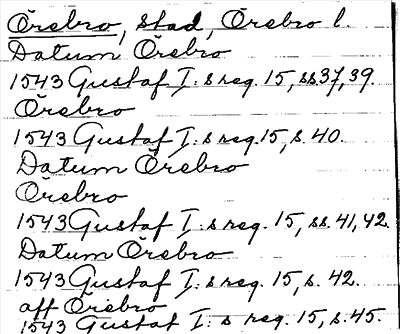 Örebro, stad, Örebro l.
Datum Örebro
1543 Gustaf I:s reg. 15, ss 37, 39.
Örebro
1543 Gustaf I:s reg. 15, s. 40.
Datum Örebro
Örebro
1543 Gustaf I:s reg. 15, ss. 41, 42.
Datum Örebro
1543 Gustaf I:s reg. 15, s. 42.
aff Örebro
1543 Gustaf I:s reg. 15, s. 45.